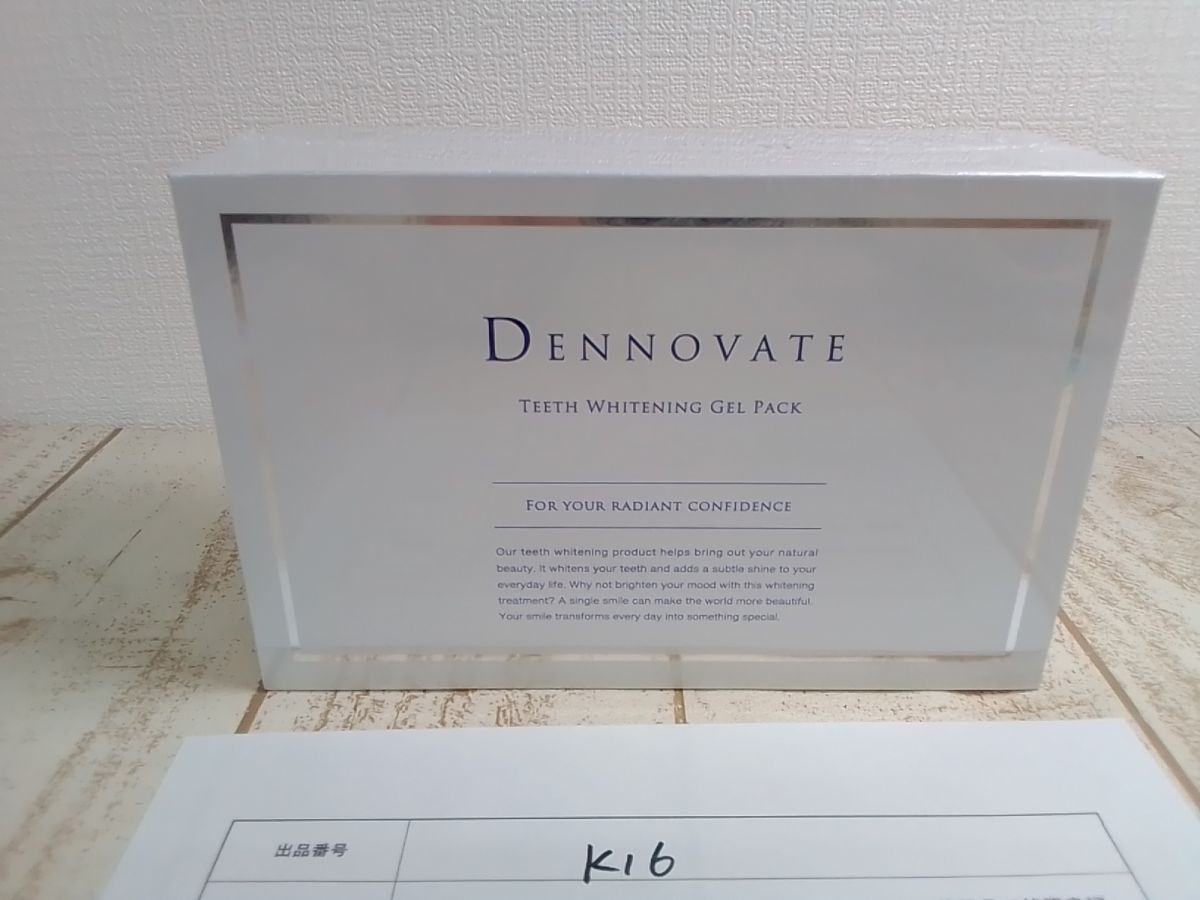 DENNOVATE
TEETH WHITENING GEL PACK
FOR YOUR RADIANT CONFIDENCE
Our teeth whitening product helps bring out your natural
beauty. It whitens your teeth and adds a subtle shine to your
everyday life. Why not brighten your mood with this whitening
treatment? A single smile can make the world more beautiful.
Your smile transforms every day into something special.
出品番号 K16